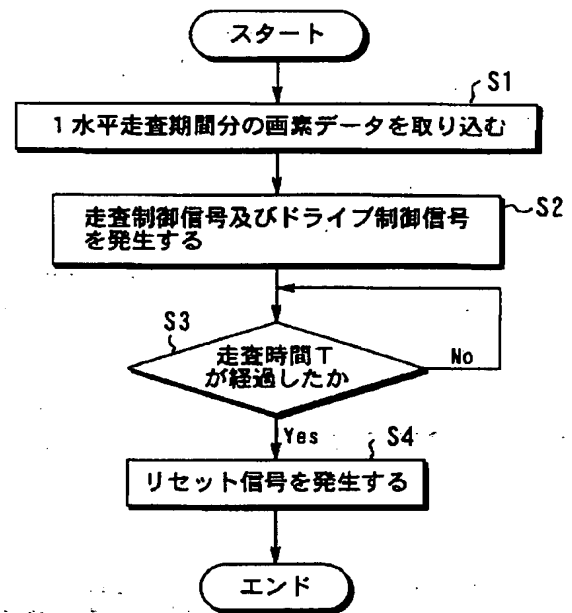 スタート
S1
1水平走査期間分の画素データを取り込む
S2
走査制御信号及びドライブ制御信号
を発生する
S3
走査時間T
が経過したか
No
Yes
S4
リセット信号を発生する
エンド